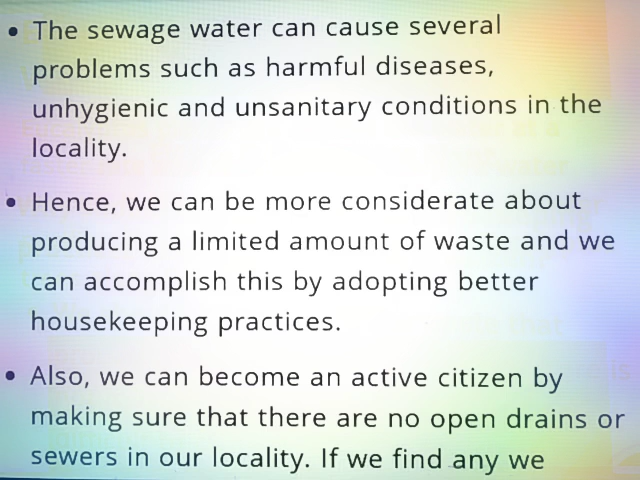 • The sewage water can cause several
problems such as harmful diseases,
unhygienic and unsanitary conditions in the
locality.
• Hence, we can be more considerate about
producing a limited amount of waste and we
can accomplish this by adopting better
housekeeping practices.
• Also, we can become an active citizen by
making sure that there are no open drains or
sewers in our locality. If we find any we